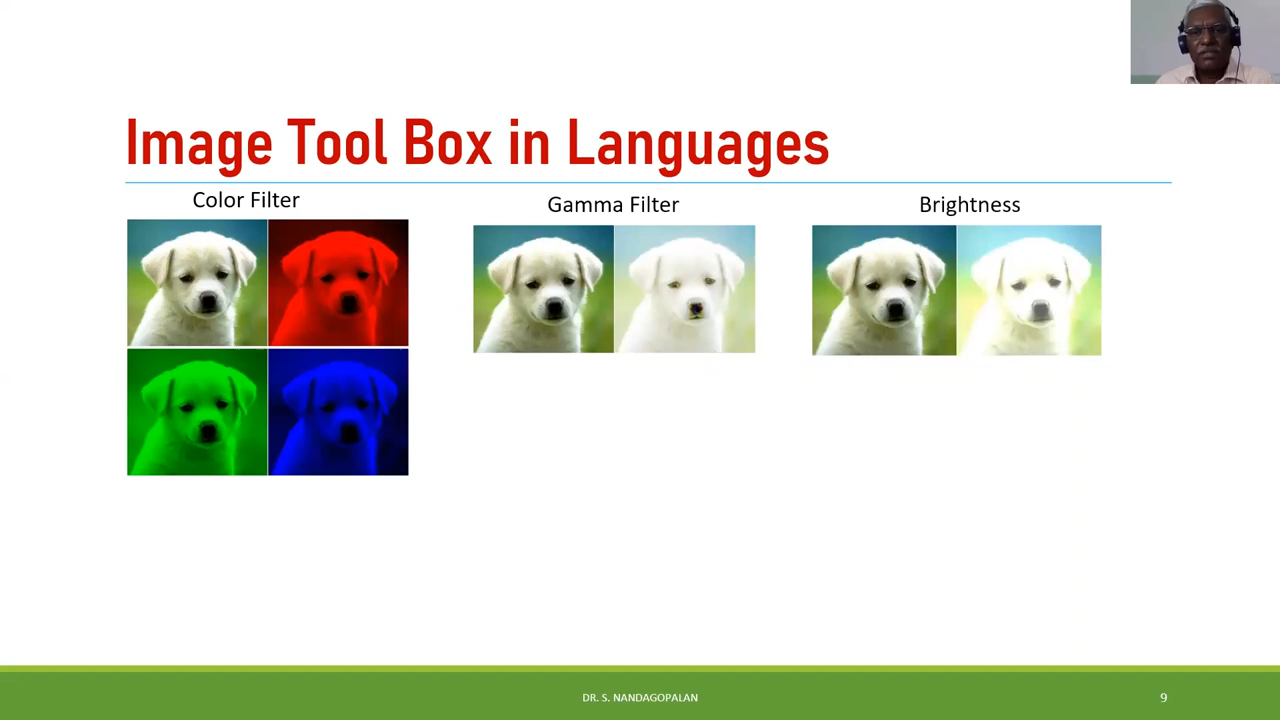 Image Tool Box in Languages
Color Filter
Gamma Filter
Brightness
DR. S. NANDAGOPALAN
9